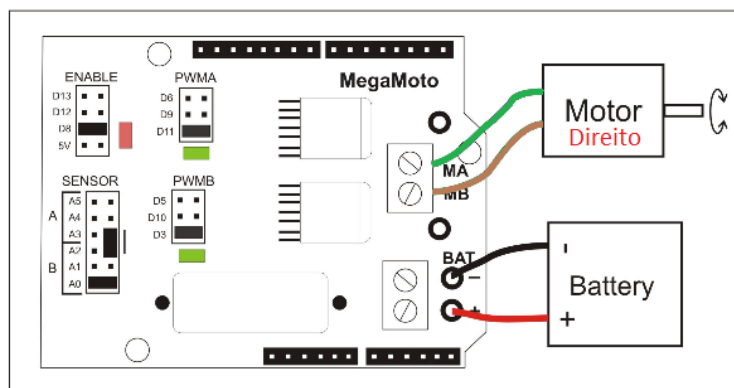 ENABLE
D13
D12
D8
5V
PWMA
D6
D9
D11
MegaMoto
SENSOR
A
A5
A4
A3
B
A2
A1
A0
PWMB
D5
D10
D3
MA
MB
BAT
-
+
Motor
Direito
-
Battery
+